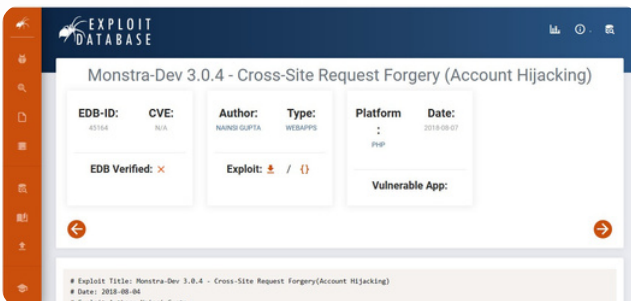 EXPLOIT
DATABASE
Monstra-Dev 3.0.4 - Cross-Site Request Forgery (Account Hijacking)
EDB-ID:
45164
CVE:
N/A
EDB Verified: ×
Author:
NAINSI GUPTA
Type:
WEBAPPS
Exploit: / {}
Platform
:
PHP
Date:
2018-08-07
Vulnerable App:
# Exploit Title: Monstra-Dev 3.0.4 - Cross-Site Request Forgery(Account Hijacking)
# Date: 2018-08-04